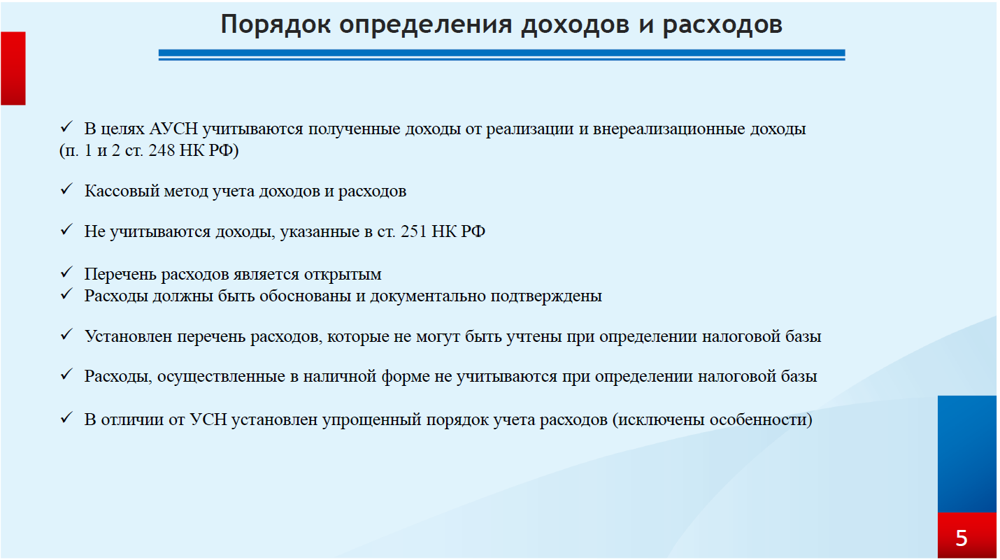 Порядок определения доходов и расходов
✓ В целях АУСН учитываются полученные доходы от реализации и внереализационные доходы
(п. 1 и 2 ст. 248 НК РФ)
✓ Кассовый метод учета доходов и расходов
✓ Не учитываются доходы, указанные в ст. 251 НК РФ
✓ Перечень расходов является открытым
✓ Расходы должны быть обоснованы и документально подтверждены
✓ Установлен перечень расходов, которые не могут быть учтены при определении налоговой базы
✓ Расходы, осуществленные в наличной форме не учитываются при определении налоговой базы
✓ В отличии от УСН установлен упрощенный порядок учета расходов (исключены особенности)
5